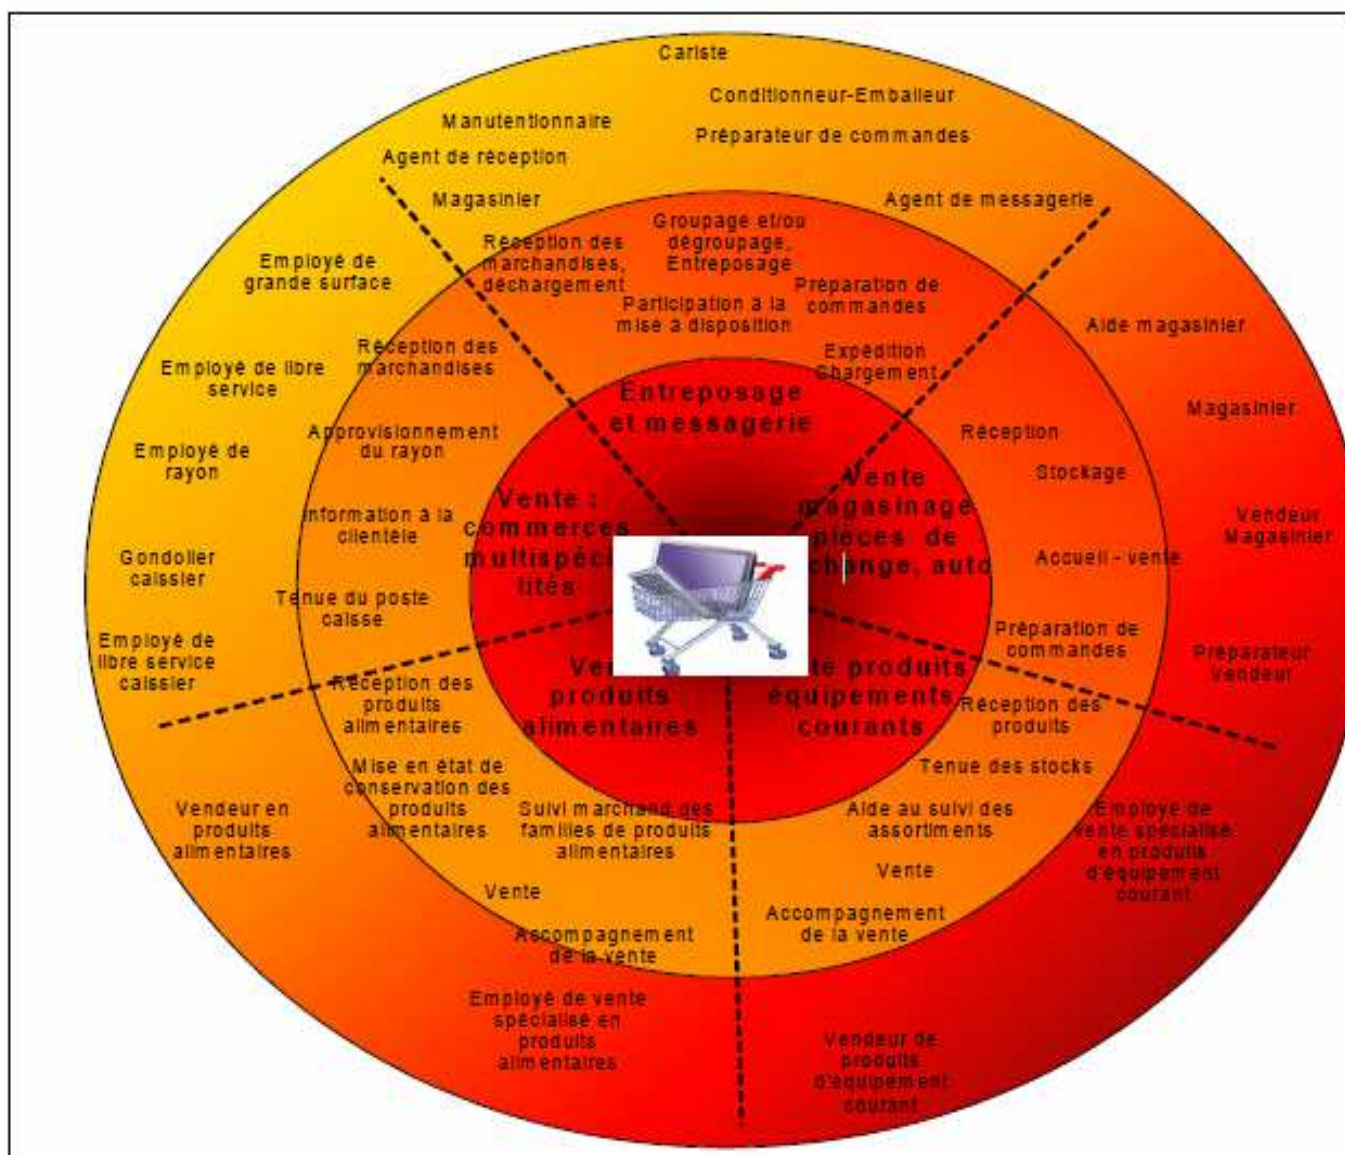 Cariste
Conditionneur-Emballeur
Manutentionnaire
Préparateur de commandes
Agent de réception
Magasinier
Agent de messagerie
Groupage et/ou
dégroupage,
Entreposage
Réception des
marchandises,
déchargement
Employé de
grande surface
Préparation de
commandes
Participation à la
mise à disposition
Aide magasinier
Réception des
marchandises
Expédition
Chargement
Employé de libre
service
Entreposage
et messagerie
Magasinier
Approvisionnement
du rayon
Réception
Employé de
rayon
Stockage
Vente :
commerces
multispéci
lités
Vente
magasinage
pièces de
change, auto
Information à la
clientèle
Vendeur
Magasinier
Gondolier
caissier
Accueil - vente
Tenue du poste
caisse
Employé de
libre service
caissier
Préparation de
commandes
Préparateur
Vendeur
Ven
produits
alimentaires
te produits
équipements
courants
Réception des
produits
alimentaires
Réception des
produits
Mise en état de
conservation des
produits
alimentaires
Tenue des stocks
Vendeur en
produits
alimentaires
Suivi marchand des
familles de produits
alimentaires
Aide au suivi des
assortiments
Employé de
vente spécialisé
en produits
d'équipement
courant
Vente
Vente
Accompagnement
de la vente
Accompagnement
de la vente
Employé de vente
spécialisé en
produits
alimentaires
Vendeur de
produits
d'équipement
courant